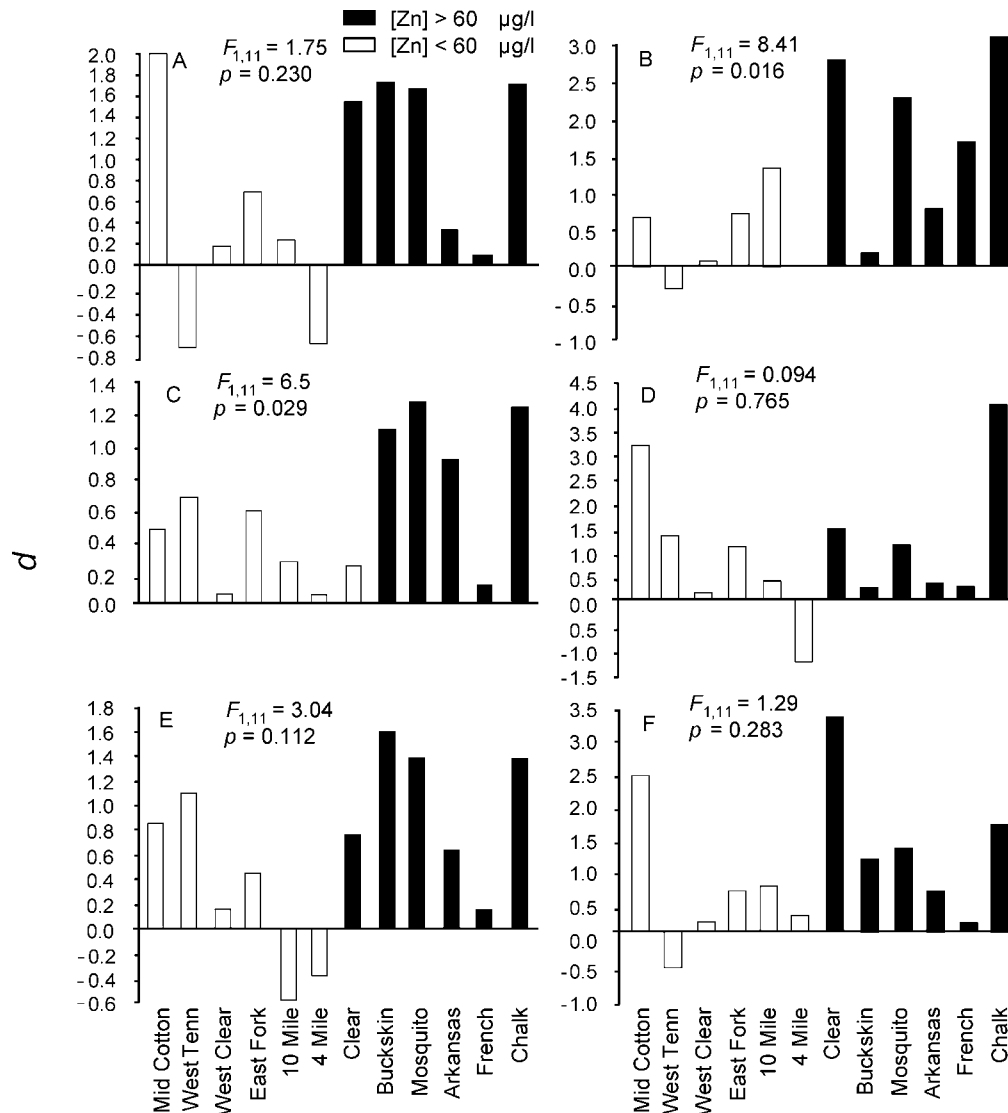 [Zn] > 60 µg/l
[Zn] < 60 µg/l
d
A
F1,11 = 1.75
p = 0.230
2.0
1.8
1.6
1.4
1.2
1.0
0.8
0.6
0.4
0.2
0.0
-0.2
-0.4
-0.6
-0.8
B
F1,11 = 8.41
p = 0.016
3.0
2.5
2.0
1.5
1.0
0.5
0.0
-0.5
-1.0
C
F1,11 = 6.5
p = 0.029
1.4
1.2
1.0
0.8
0.6
0.4
0.2
0.0
D
F1,11 = 0.094
p = 0.765
4.5
4.0
3.5
3.0
2.5
2.0
1.5
1.0
0.5
0.0
-0.5
-1.0
-1.5
E
F1,11 = 3.04
p = 0.112
1.8
1.6
1.4
1.2
1.0
0.8
0.6
0.4
0.2
0.0
-0.2
-0.4
-0.6
F
F1,11 = 1.29
p = 0.283
3.5
3.0
2.5
2.0
1.5
1.0
0.5
0.0
-0.5
-1.0
Mid Cotton
West Tenn
West Clear
East Fork
10 Mile
4 Mile
Clear
Buckskin
Mosquito
Arkansas
French
Chalk
Mid Cotton
West Tenn
West Clear
East Fork
10 Mile
4 Mile
Clear
Buckskin
Mosquito
Arkansas
French
Chalk